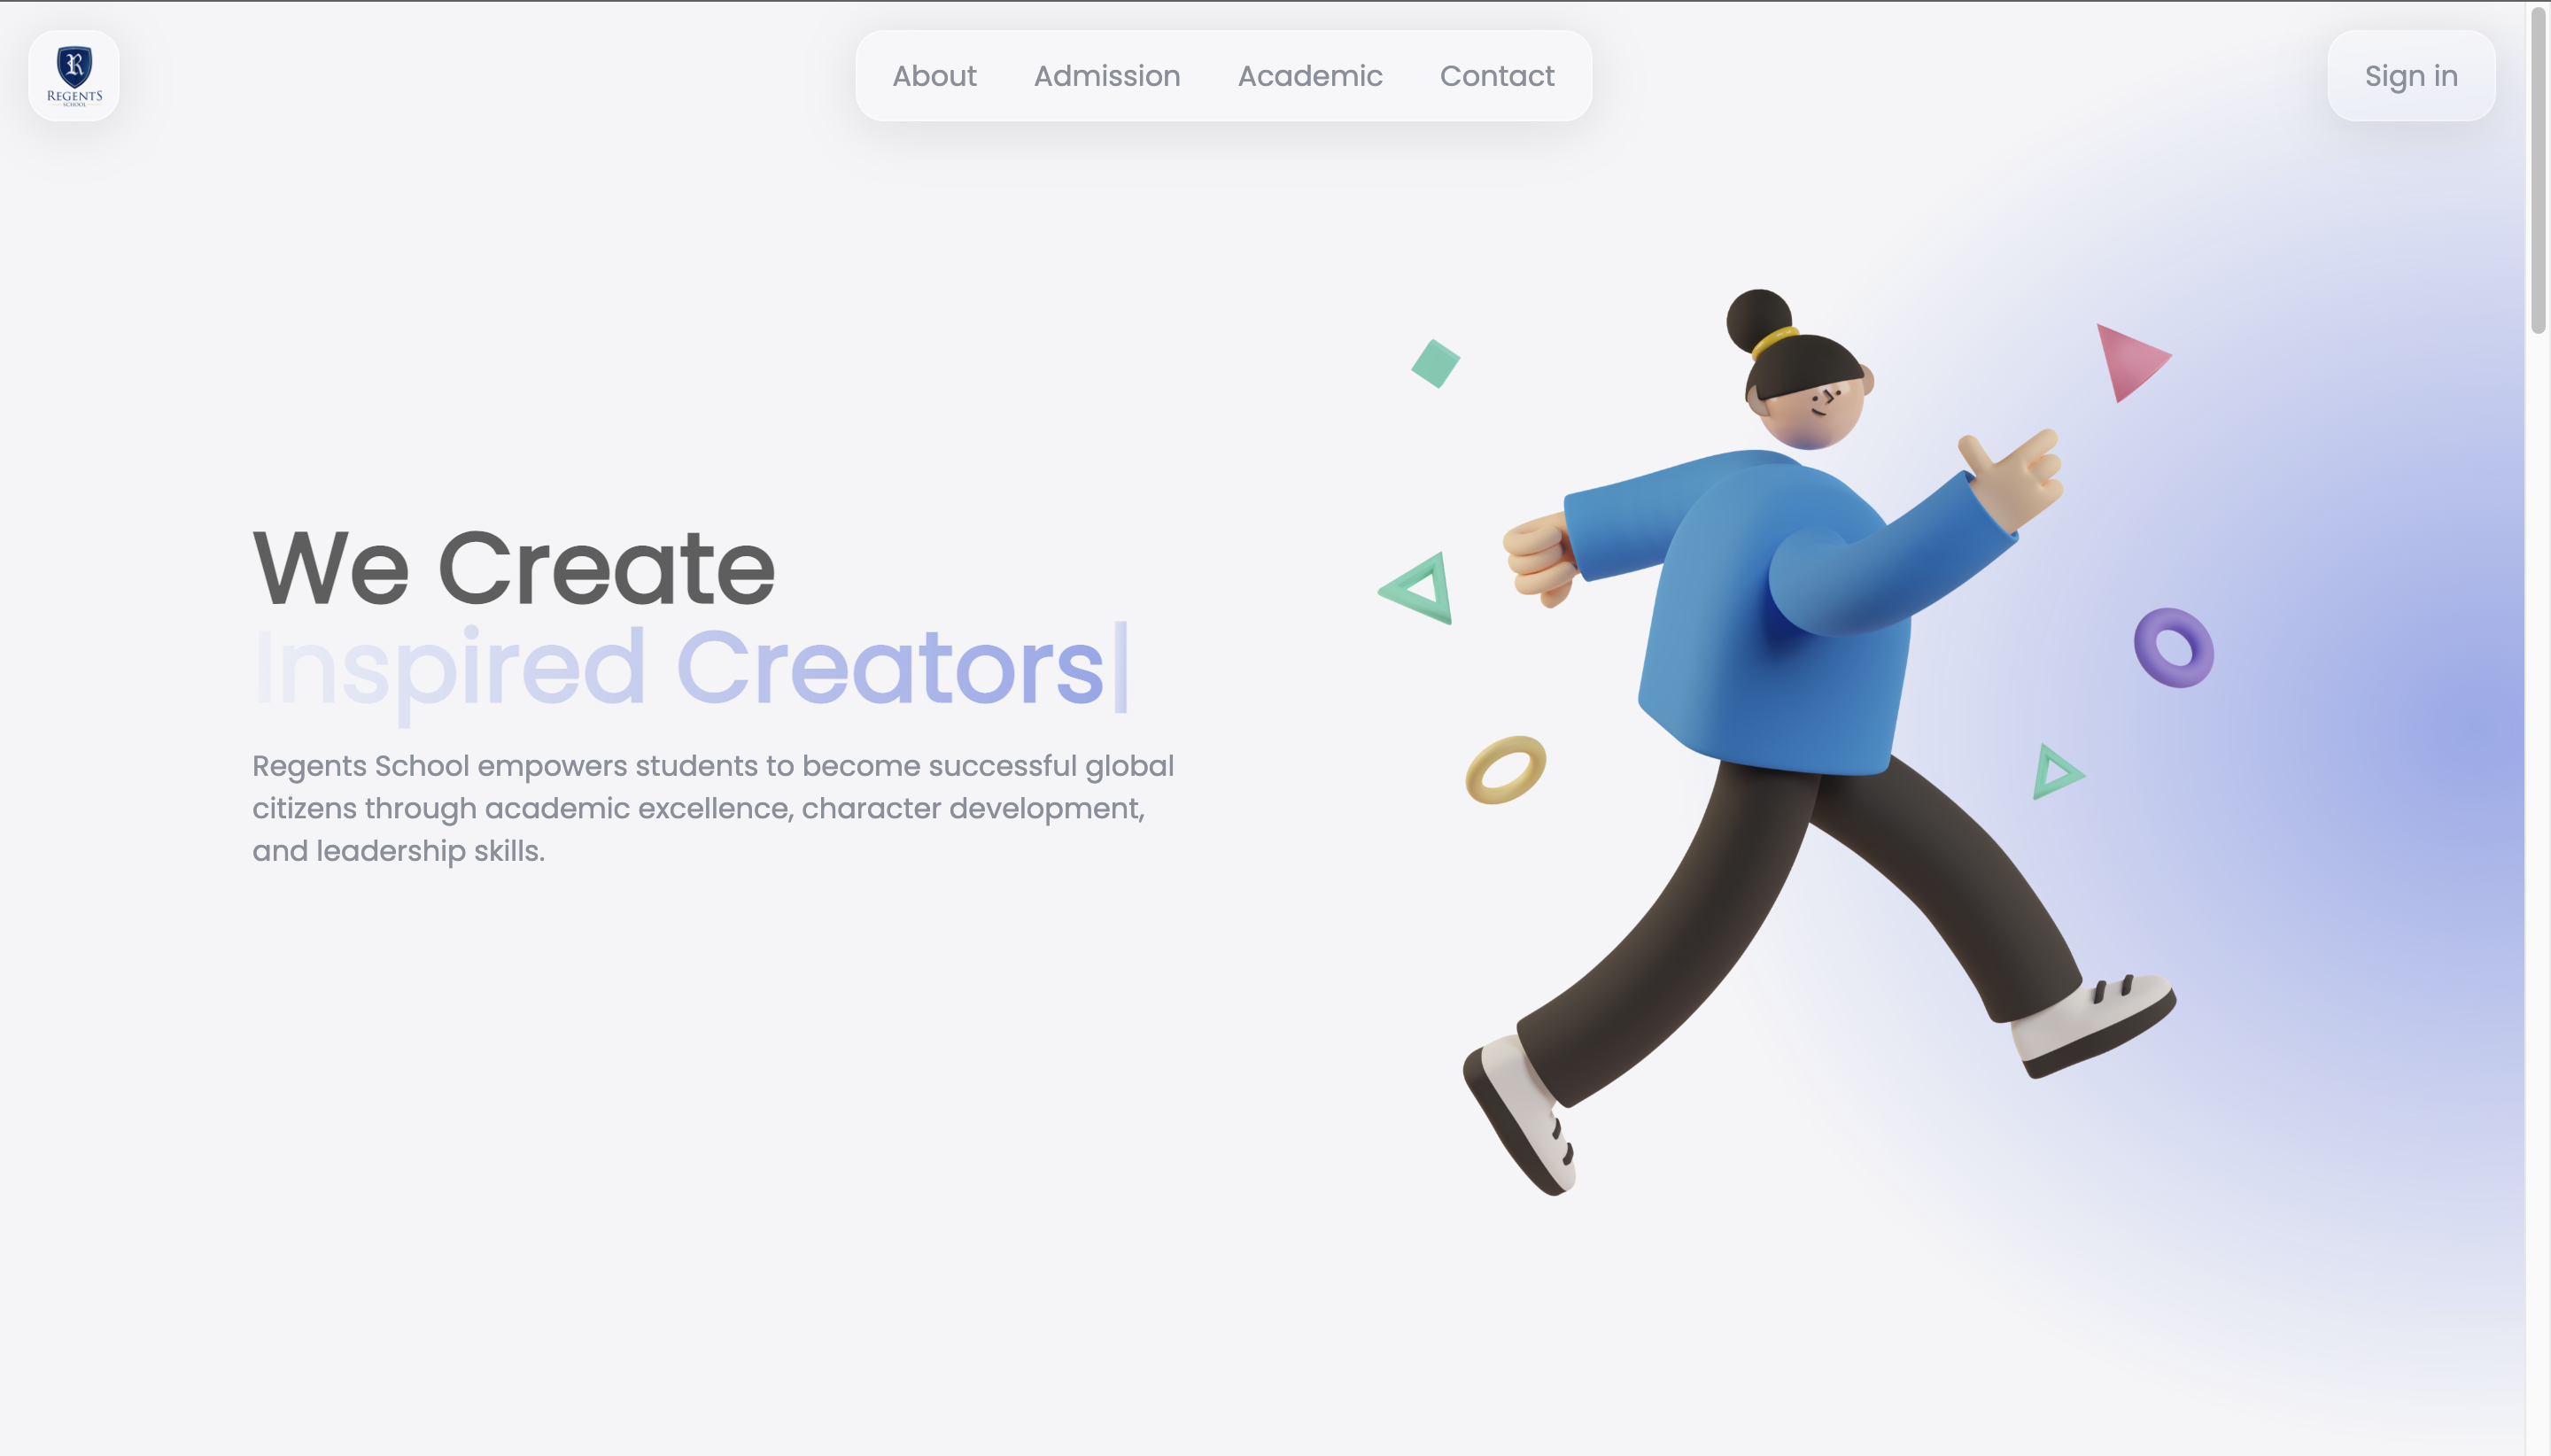 R
REGENTS
SCHOOL
About
Admission
Academic
Contact
Sign in
We Create
Inspired Creators|
Regents School empowers students to become successful global
citizens through academic excellence, character development,
and leadership skills.